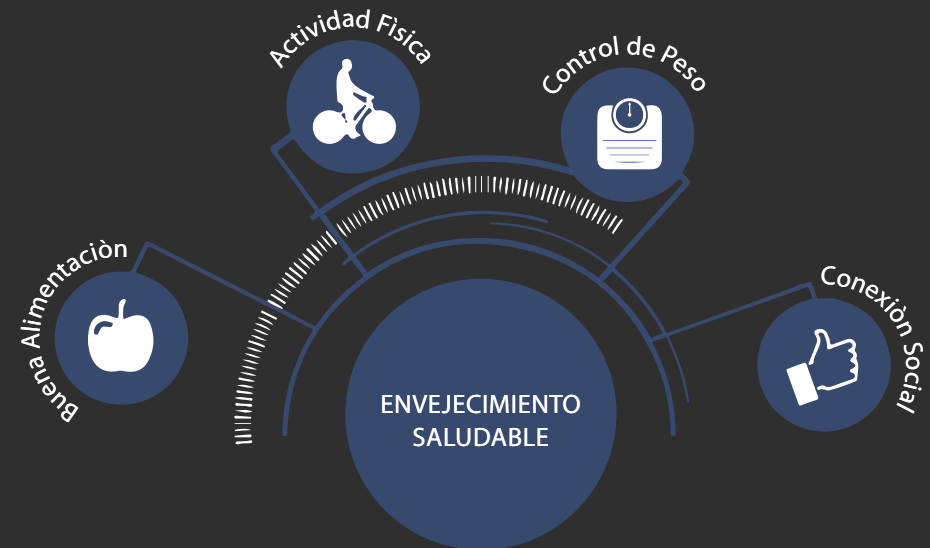 Actividad Fìsica
Control de Peso
Buena Alimentaciòn
Conexiòn Social
ENVEJECIMIENTO
SALUDABLE